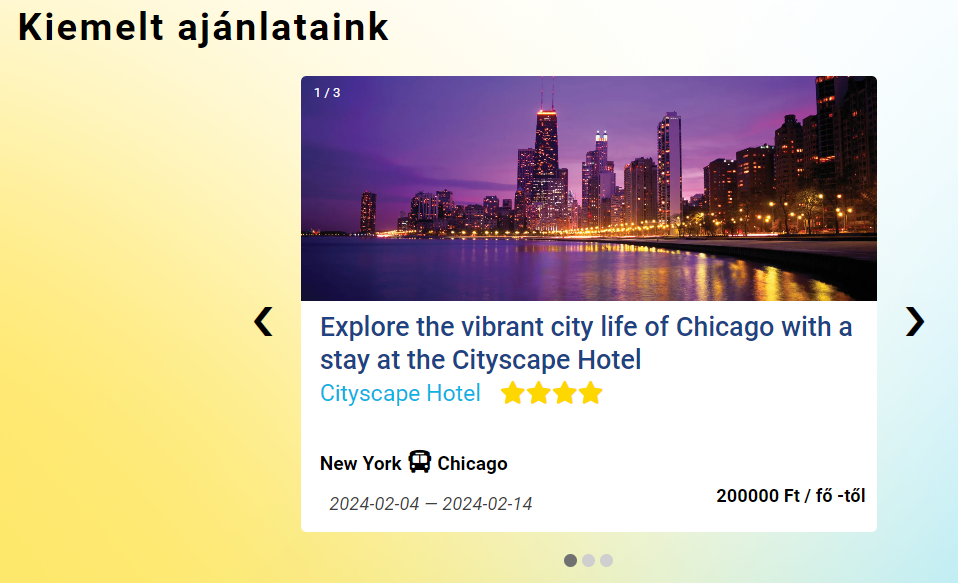 Kiemelt ajánlataink
1 / 3
❮
❯
Explore the vibrant city life of Chicago with a
stay at the Cityscape Hotel
Cityscape Hotel
New York Chicago
200000 Ft / fő -től
2024-02-04 — 2024-02-14